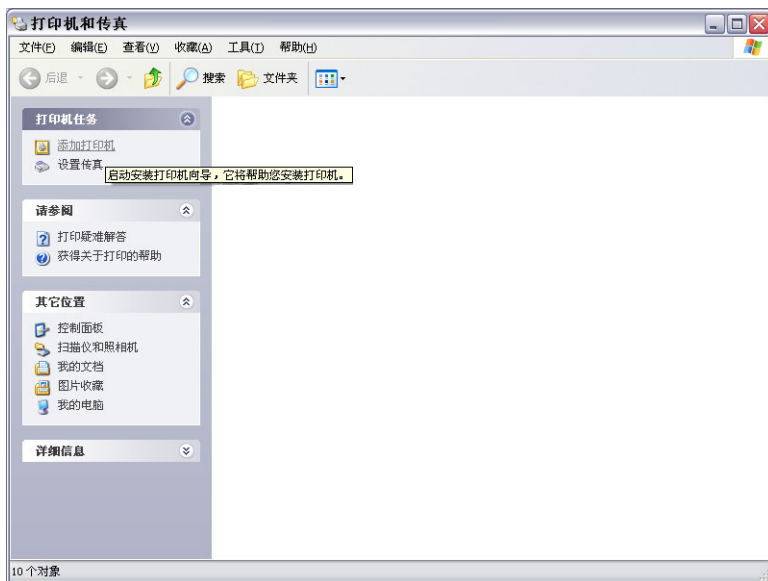 打印机和传真
文件(F) 编辑(E) 查看(V) 收藏(A) 工具(T) 帮助(H)
后退 搜索 文件夹
打印机任务
添加打印机
设置传真
启动安装打印机向导，它将帮助您安装打印机。
请参阅
打印疑难解答
获得关于打印的帮助
其它位置
控制面板
扫描仪和照相机
我的文档
图片收藏
我的电脑
详细信息
10 个对象